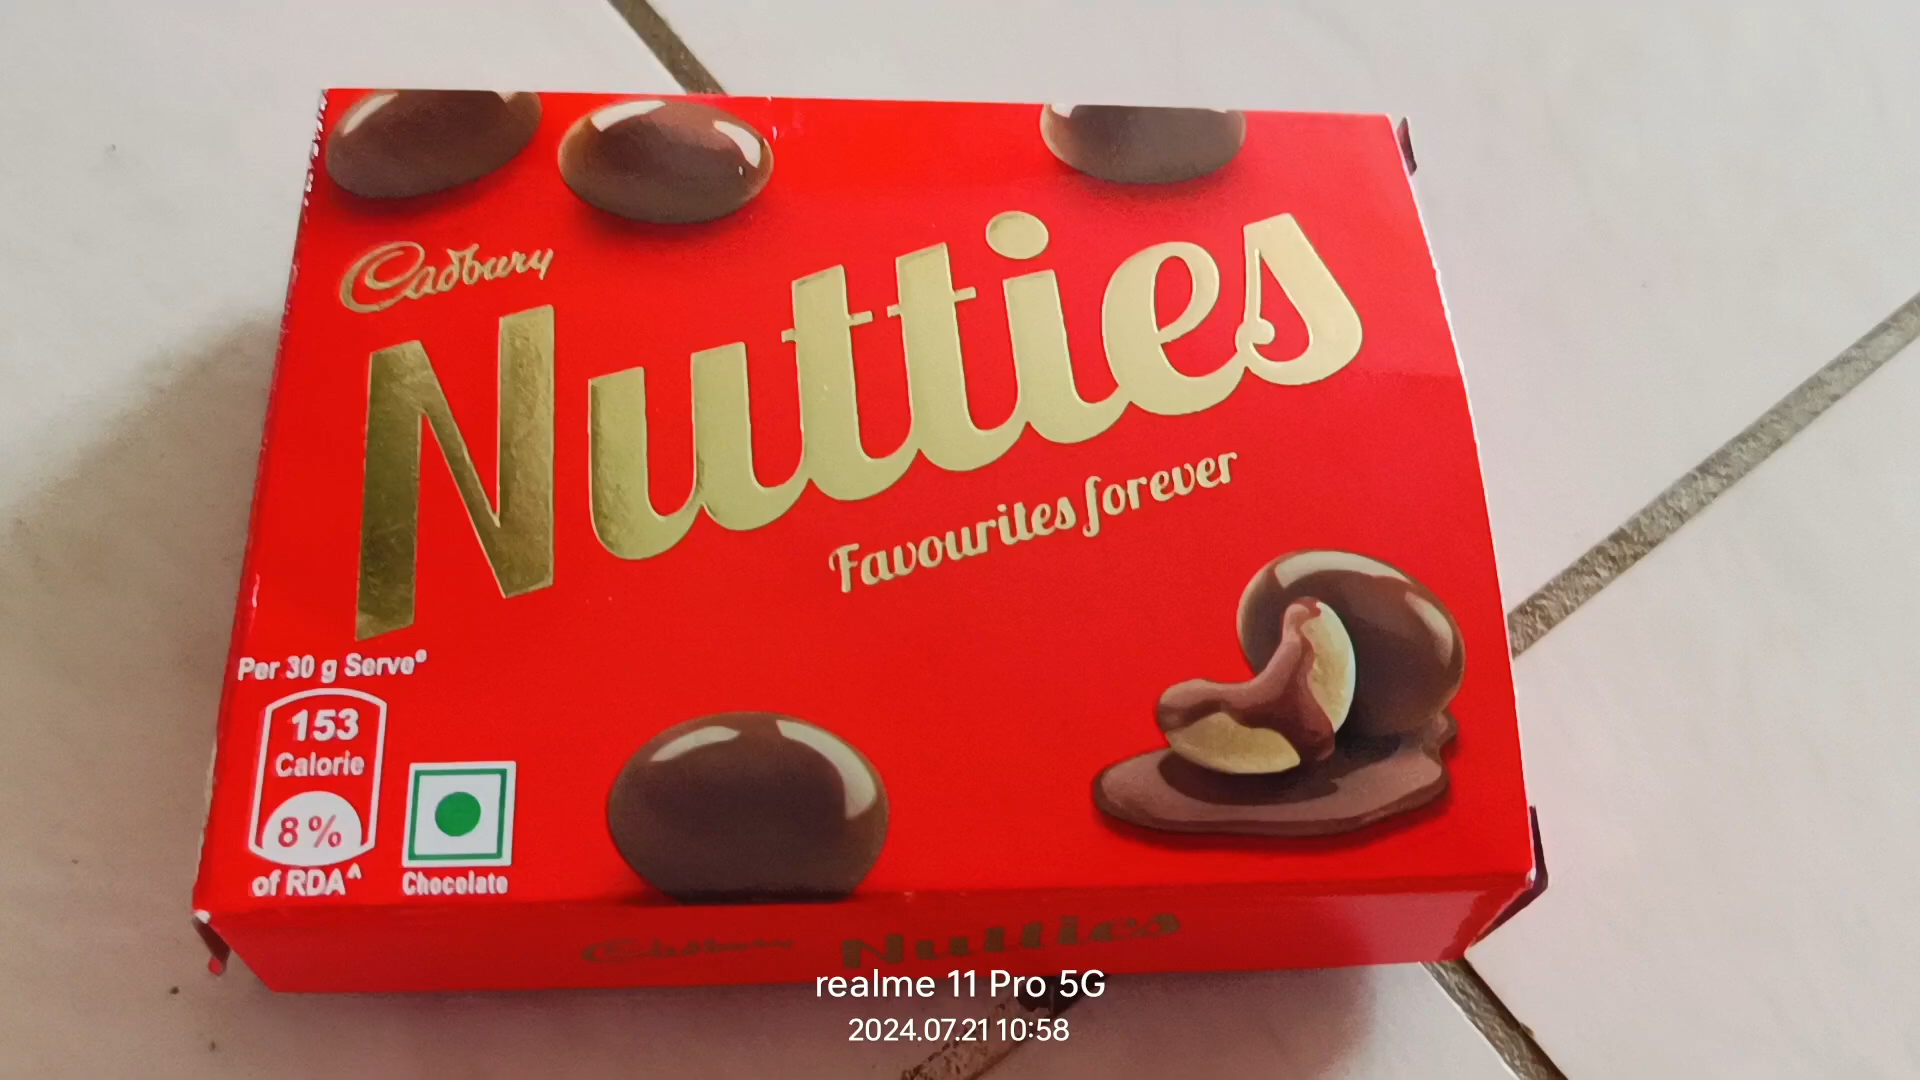 Cadbury
Nutties
Favourites forever
Per 30 g Serve*
153
Calorie
8%
of RDA^
Chocolate
Cadbury Nutties
realme 11 Pro 5G
2024.07.21 10:58